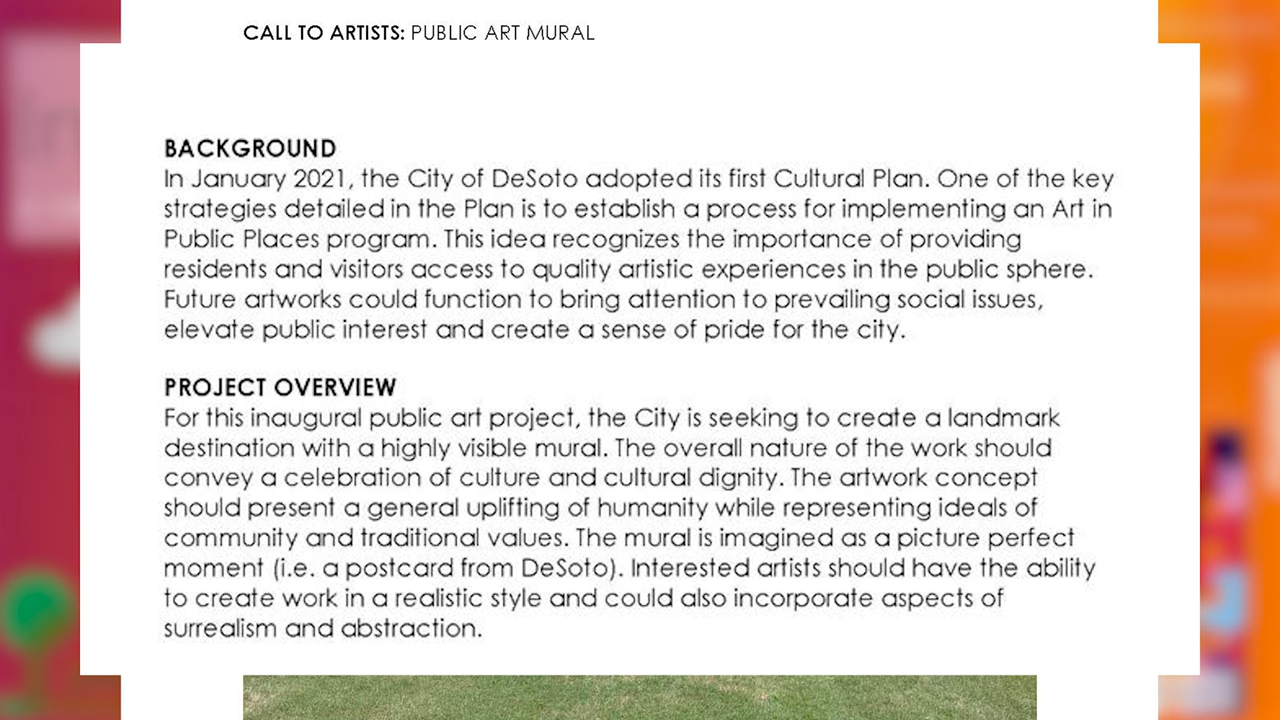 CALL TO ARTISTS: PUBLIC ART MURAL
BACKGROUND
In January 2021, the City of DeSoto adopted its first Cultural Plan. One of the key
strategies detailed in the Plan is to establish a process for implementing an Art in
Public Places program. This idea recognizes the importance of providing
residents and visitors access to quality artistic experiences in the public sphere.
Future artworks could function to bring attention to prevailing social issues,
elevate public interest and create a sense of pride for the city.
PROJECT OVERVIEW
For this inaugural public art project, the City is seeking to create a landmark
destination with a highly visible mural. The overall nature of the work should
convey a celebration of culture and cultural dignity. The artwork concept
should present a general uplifting of humanity while representing ideals of
community and traditional values. The mural is imagined as a picture perfect
moment (i.e. a postcard from DeSoto). Interested artists should have the ability
to create work in a realistic style and could also incorporate aspects of
surrealism and abstraction.